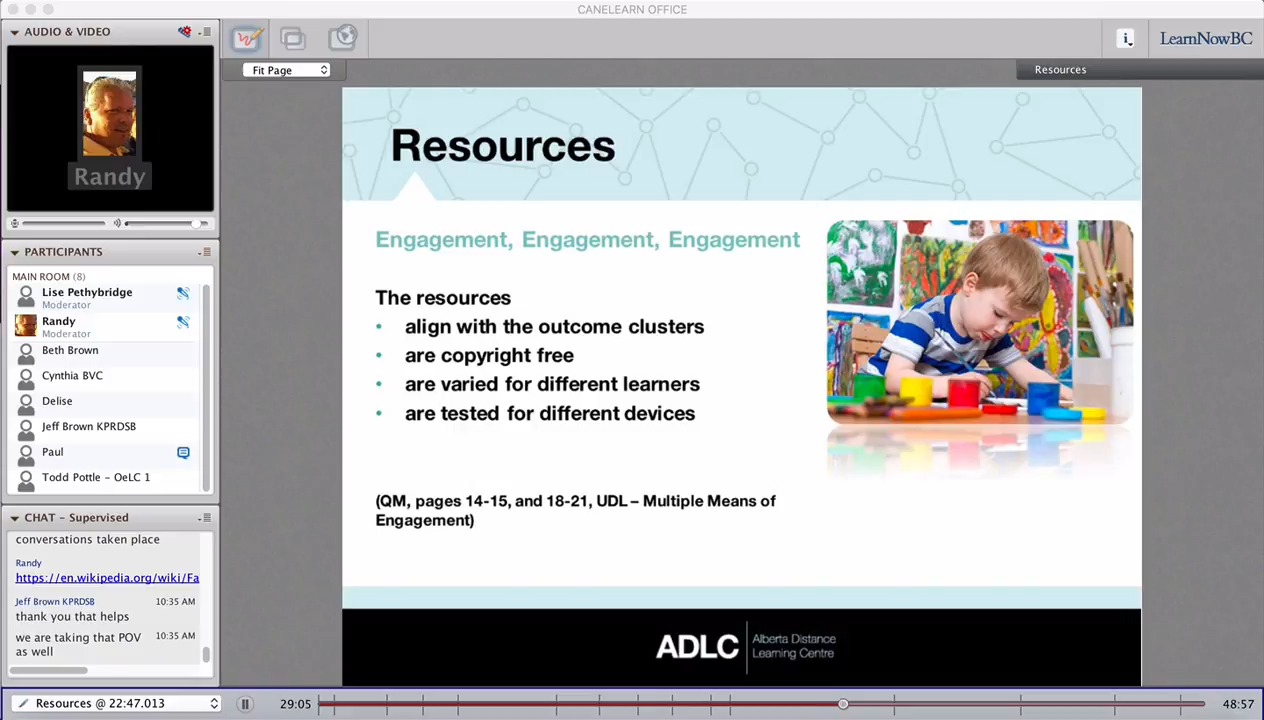 CANELEARN OFFICE
AUDIO & VIDEO
Randy
PARTICIPANTS
MAIN ROOM (8)
Lise Pethybridge
Moderator
Randy
Moderator
Beth Brown
Cynthia BVC
Delise
Jeff Brown KPRDSB
Paul
Todd Pottle - OeLC 1
CHAT - Supervised
conversations taken place
Randy
https://en.wikipedia.org/wiki/Fa
Jeff Brown KPRDSB 10:35 AM
thank you that helps
we are taking that POV 10:35 AM
as well
Fit Page
i
LearnNowBC
Resources
Resources
Engagement, Engagement, Engagement
The resources
• align with the outcome clusters
• are copyright free
• are varied for different learners
• are tested for different devices
(QM, pages 14-15, and 18-21, UDL – Multiple Means of
Engagement)
ADLC Alberta Distance
Learning Centre
Resources @ 22:47.013
29:05
48:57